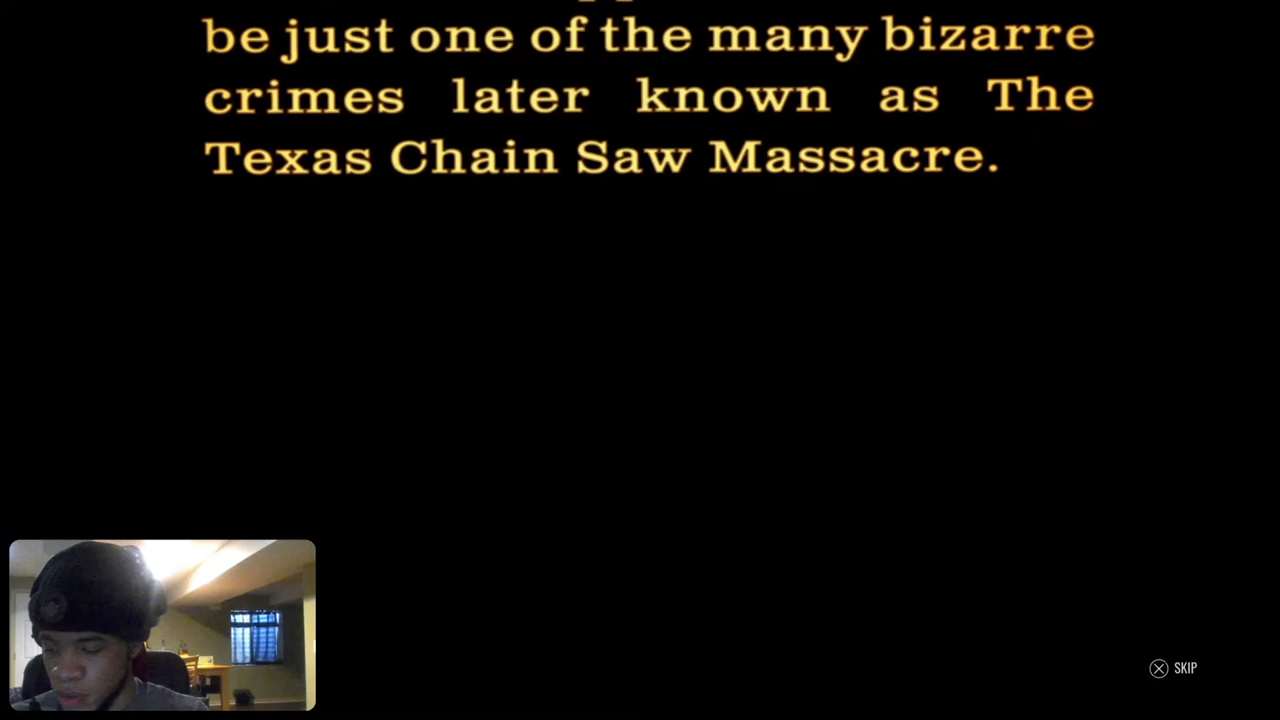 be just one of the many bizarre
crimes later known as The
Texas Chain Saw Massacre.
SKIP